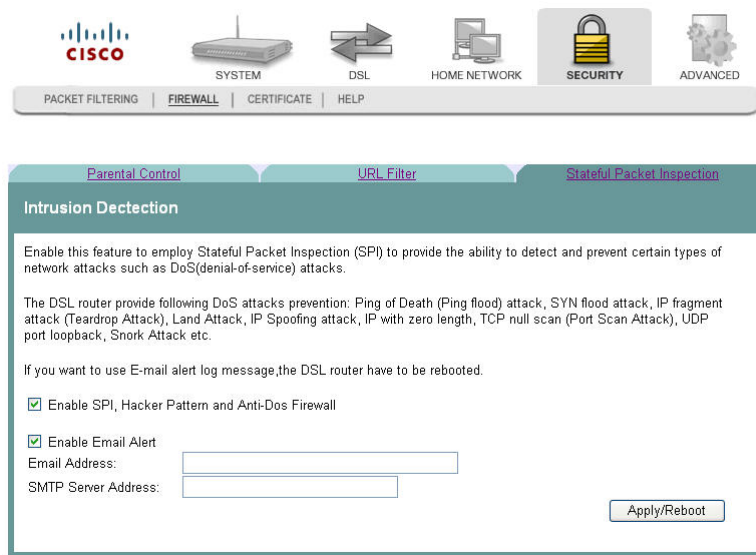 CISCO
SYSTEM
DSL
HOME NETWORK
SECURITY
ADVANCED
PACKET FILTERING | FIREWALL | CERTIFICATE | HELP
Parental Control
URL Filter
Stateful Packet Inspection
Intrusion Dectection
Enable this feature to employ Stateful Packet Inspection (SPI) to provide the ability to detect and prevent certain types of
network attacks such as DoS(denial-of-service) attacks.
The DSL router provide following DoS attacks prevention: Ping of Death (Ping flood) attack, SYN flood attack, IP fragment
attack (Teardrop Attack), Land Attack, IP Spoofing attack, IP with zero length, TCP null scan (Port Scan Attack), UDP
port loopback, Snork Attack etc.
If you want to use E-mail alert log message,the DSL router have to be rebooted.
Enable SPI, Hacker Pattern and Anti-Dos Firewall
Enable Email Alert
Email Address:
SMTP Server Address:
Apply/Reboot